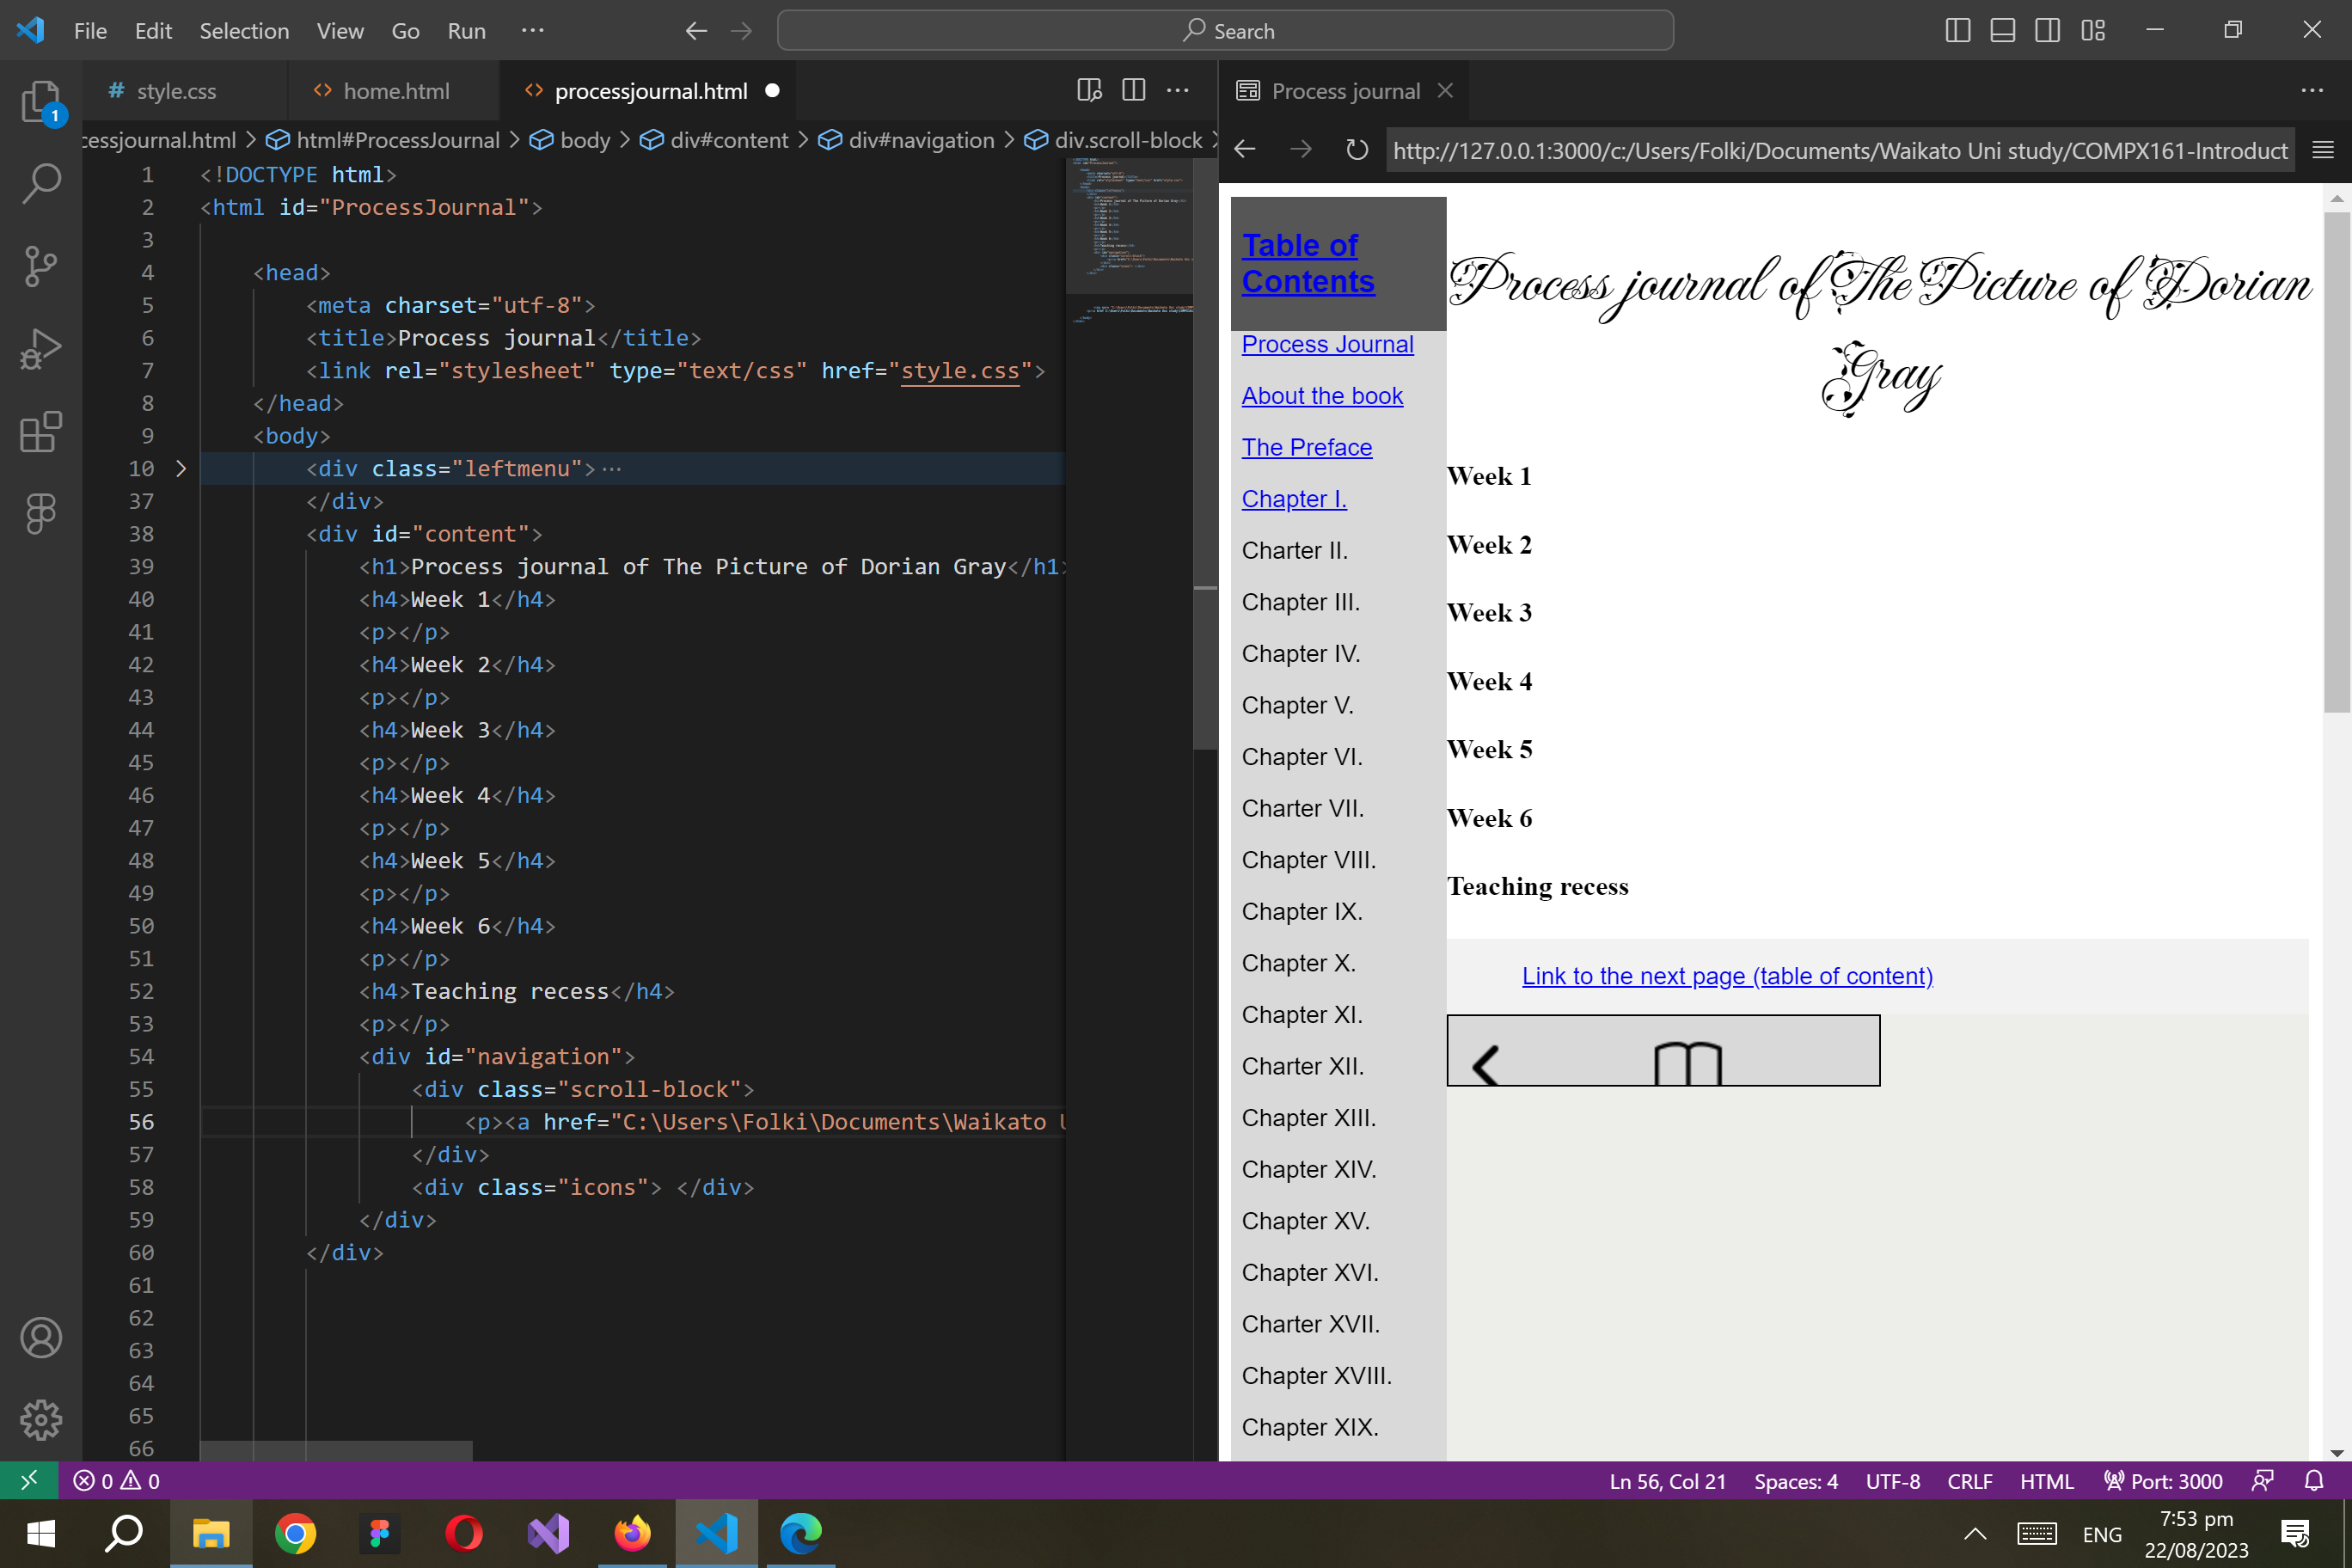 File Edit Selection View Go Run ··· Search
# style.css <> home.html <> processjournal.html
Process journal
cessjournal.html > html#ProcessJournal > body > div#content > div#navigation > div.scroll-block >
http://127.0.0.1:3000/c:/Users/Folki/Documents/Waikato Uni study/COMPX161-Introduct
1
1 <!DOCTYPE html>
2 <html id="ProcessJournal">
3
4 <head>
5 <meta charset="utf-8">
6 <title>Process journal</title>
7 <link rel="stylesheet" type="text/css" href="style.css">
8 </head>
9 <body>
10 <div class="leftmenu">···
37 </div>
38 <div id="content">
39 <h1>Process journal of The Picture of Dorian Gray</h1>
40 <h4>Week 1</h4>
41 <p></p>
42 <h4>Week 2</h4>
43 <p></p>
44 <h4>Week 3</h4>
45 <p></p>
46 <h4>Week 4</h4>
47 <p></p>
48 <h4>Week 5</h4>
49 <p></p>
50 <h4>Week 6</h4>
51 <p></p>
52 <h4>Teaching recess</h4>
53 <p></p>
54 <div id="navigation">
55 <div class="scroll-block">
56 <p><a href="C:\Users\Folki\Documents\Waikato U
57 </div>
58 <div class="icons"> </div>
59 </div>
60 </div>
61
62
63
64
65
66
Table of
Contents
Process Journal
About the book
The Preface
Chapter I.
Charter II.
Chapter III.
Chapter IV.
Chapter V.
Chapter VI.
Charter VII.
Chapter VIII.
Chapter IX.
Chapter X.
Chapter XI.
Charter XII.
Chapter XIII.
Chapter XIV.
Chapter XV.
Chapter XVI.
Charter XVII.
Chapter XVIII.
Chapter XIX.
Process journal of The Picture of Dorian
Gray
Week 1
Week 2
Week 3
Week 4
Week 5
Week 6
Teaching recess
Link to the next page (table of content)
0 0 Ln 56, Col 21 Spaces: 4 UTF-8 CRLF HTML Port: 3000
ENG
7:53 pm
22/08/2023